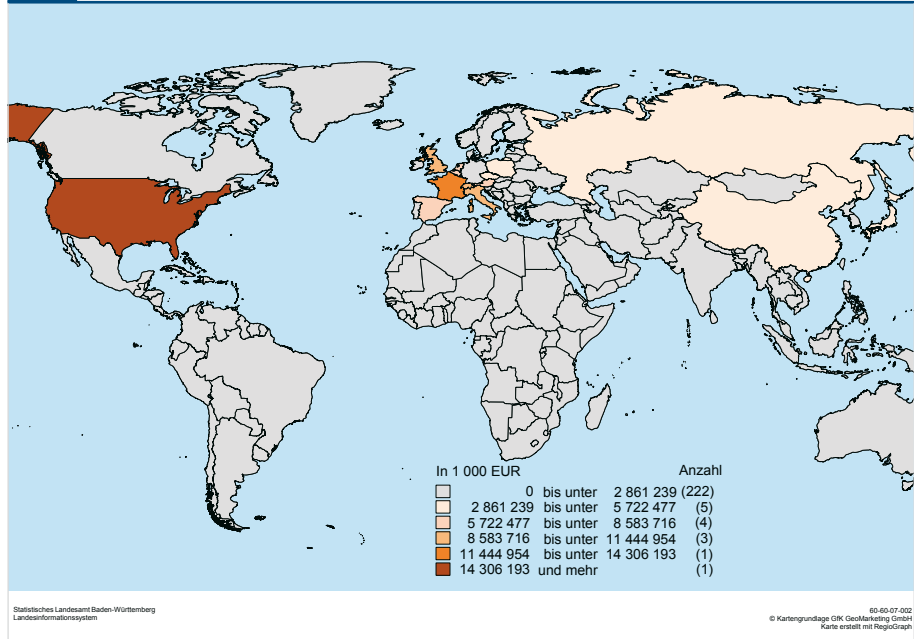 In 1 000 EUR Anzahl
0 bis unter 2 861 239 (222)
2 861 239 bis unter 5 722 477 (5)
5 722 477 bis unter 8 583 716 (4)
8 583 716 bis unter 11 444 954 (3)
11 444 954 bis unter 14 306 193 (1)
14 306 193 und mehr (1)
Statistisches Landesamt Baden-Württemberg
Landesinformationssystem
60-60-07-002
© Kartengrundlage GfK GeoMarketing GmbH
Karte erstellt mit RegioGraph